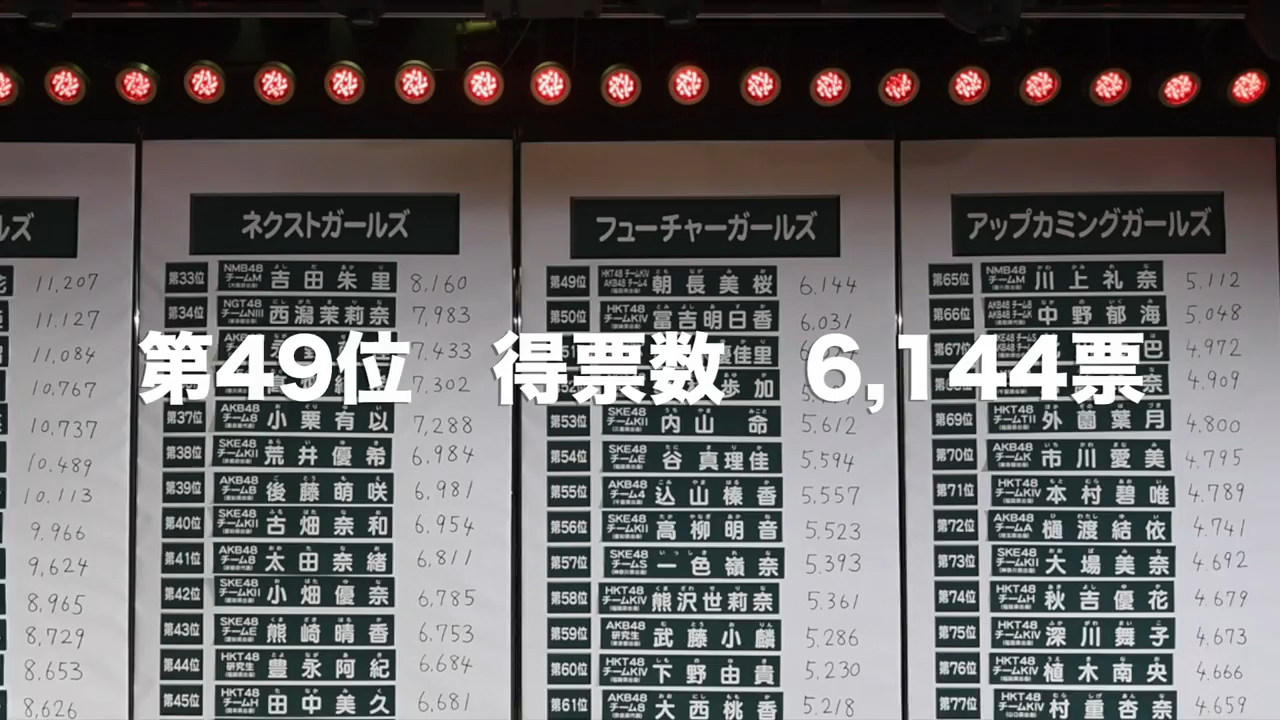 第49位 得票数 6,144票
ルズ
11,207
11,127
11,084
10,767
10,737
10,489
10,113
9,966
9,624
8,965
8,729
8,653
8,626
ネクストガールズ
第33位 NMB48 チームM 吉田朱里 8,160
第34位 NGT48 チームNIII 西潟茉莉奈 7,983
7,433
7,302
第37位 AKB48 チーム8 小栗有以 7,288
第38位 SKE48 チームKII 荒井優希 6,984
第39位 AKB48 チーム8 後藤萌咲 6,981
第40位 SKE48 チームKII 古畑奈和 6,954
第41位 AKB48 チーム8 太田奈緒 6,811
第42位 SKE48 チームKII 小畑優奈 6,785
第43位 SKE48 チームE 熊崎晴香 6,753
第44位 HKT48 研究生 豊永阿紀 6,684
第45位 HKT48 チームH 田中美久 6,681
フューチャーガールズ
第49位 HKT48 チームKIV AKB48 チーム4 朝長美桜 6,144
第50位 HKT48 チームKIV 冨吉明日香 6,031
佳里
歩加
第53位 SKE48 チームKII 内山命 5,612
第54位 SKE48 チームE 谷真理佳 5,594
第55位 AKB48 チーム4 込山榛香 5,557
第56位 SKE48 チームKII 高柳明音 5,523
第57位 SKE48 チームS 一色嶺奈 5,393
第58位 HKT48 チームKIV 熊沢世莉奈 5,361
第59位 AKB48 研究生 武藤小麟 5,286
第60位 HKT48 チームKIV 下野由貴 5,230
第61位 AKB48 チーム8 大西桃香 5,218
アップカミングガールズ
第65位 NMB48 チームM 川上礼奈 5,112
第66位 AKB48 チーム8 AKB48 チームK 中野郁海 5,048
第67位 巴 4,972
奈 4,909
第69位 HKT48 チームTII 外園葉月 4,800
第70位 AKB48 チームK 市川愛美 4,795
第71位 HKT48 チームKIV 本村碧唯 4,789
第72位 AKB48 チームA 樋渡結依 4,741
第73位 SKE48 チームKII 大場美奈 4,692
第74位 HKT48 チームH 秋吉優花 4,679
第75位 HKT48 チームKIV 深川舞子 4,673
第76位 HKT48 チームKIV 植木南央 4,666
第77位 HKT48 チームKIV 村重杏奈 4,659